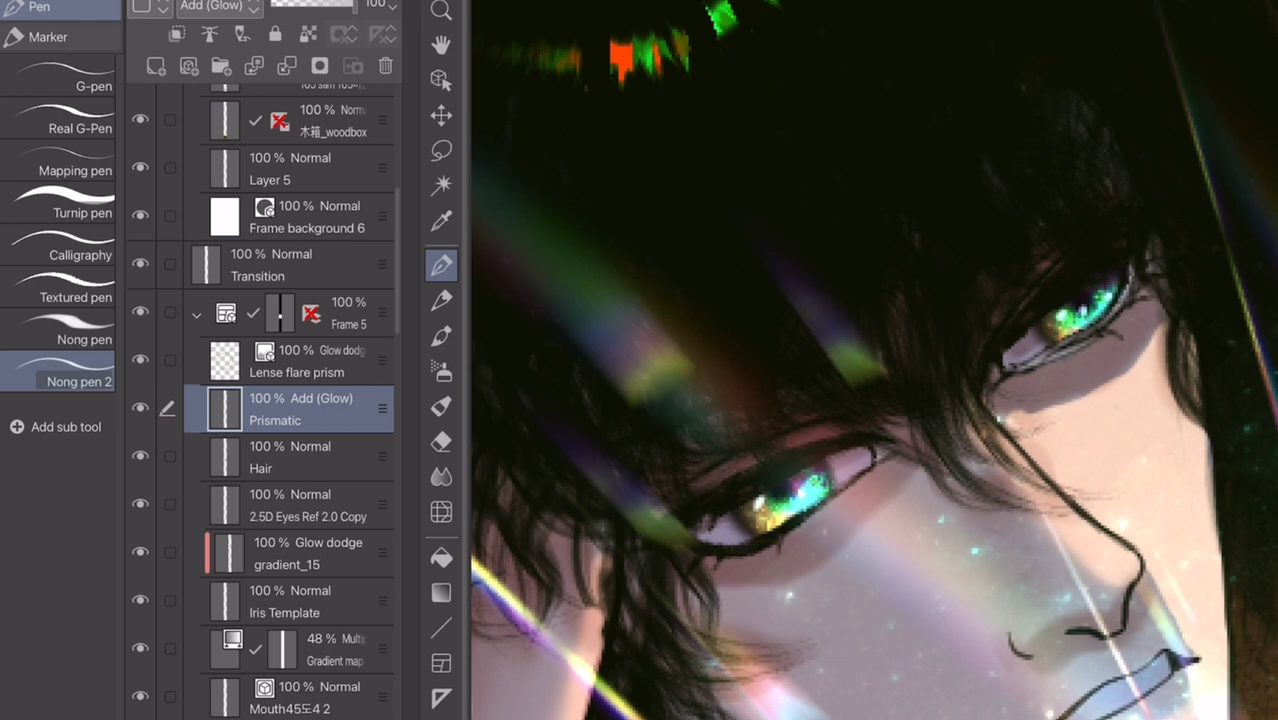 Pen
Marker
G-pen
Real G-Pen
Mapping pen
Turnip pen
Calligraphy
Textured pen
Nong pen
Nong pen 2
Add sub tool
Add (Glow)
100
100 % Norm
木箱_woodbox
100 % Normal
Layer 5
100 % Normal
Frame background 6
100 % Normal
Transition
100 %
Frame 5
100 % Glow dodg
Lense flare prism
100 % Add (Glow)
Prismatic
100 % Normal
Hair
100 % Normal
2.5D Eyes Ref 2.0 Copy
100 % Glow dodge
gradient_15
100 % Normal
Iris Template
48 % Multi
Gradient map
100 % Normal
Mouth45도4 2